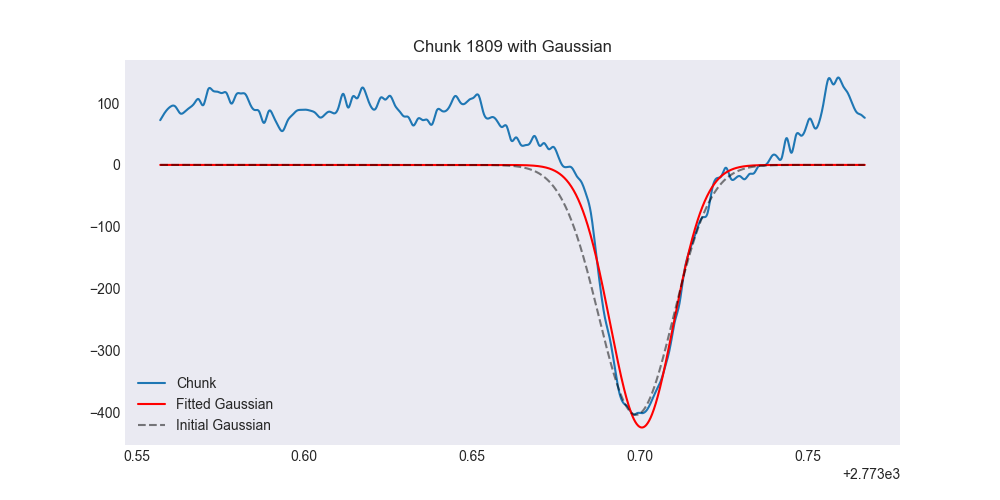 Chunk 1809 with Gaussian
100
0
−100
−200
−300
−400
Chunk
Fitted Gaussian
Initial Gaussian
0.55 0.60 0.65 0.70 0.75
+2.773e3